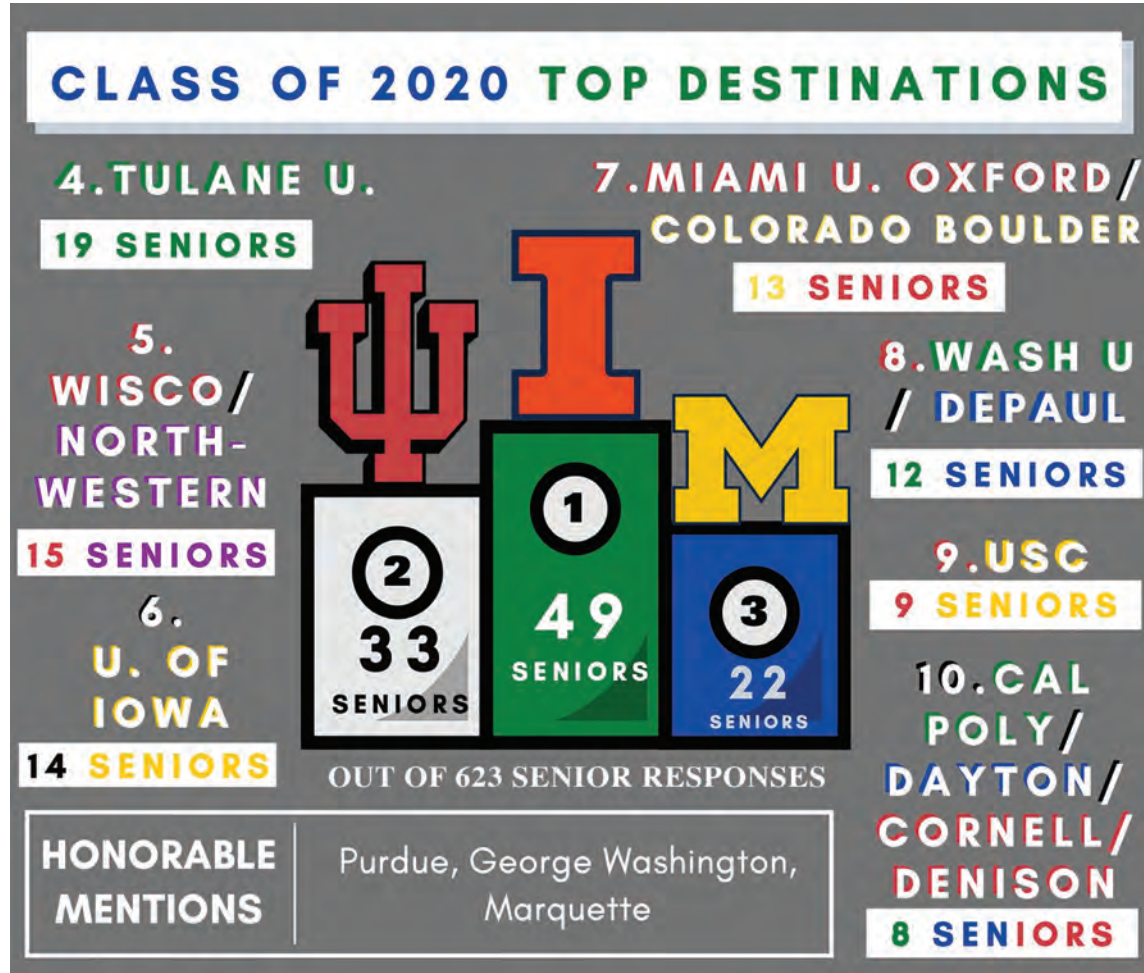 CLASS OF 2020 TOP DESTINATIONS
4.TULANE U.
19 SENIORS
5.
WISCO/
NORTH-
WESTERN
15 SENIORS
6.
U. OF
IOWA
14 SENIORS
2
33
SENIORS
1
49
SENIORS
3
22
SENIORS
OUT OF 623 SENIOR RESPONSES
7.MIAMI U. OXFORD/
COLORADO BOULDER
13 SENIORS
8.WASH U
/ DEPAUL
12 SENIORS
9.USC
9 SENIORS
10.CAL
POLY/
DAYTON/
CORNELL/
DENISON
8 SENIORS
HONORABLE
MENTIONS
Purdue, George Washington,
Marquette